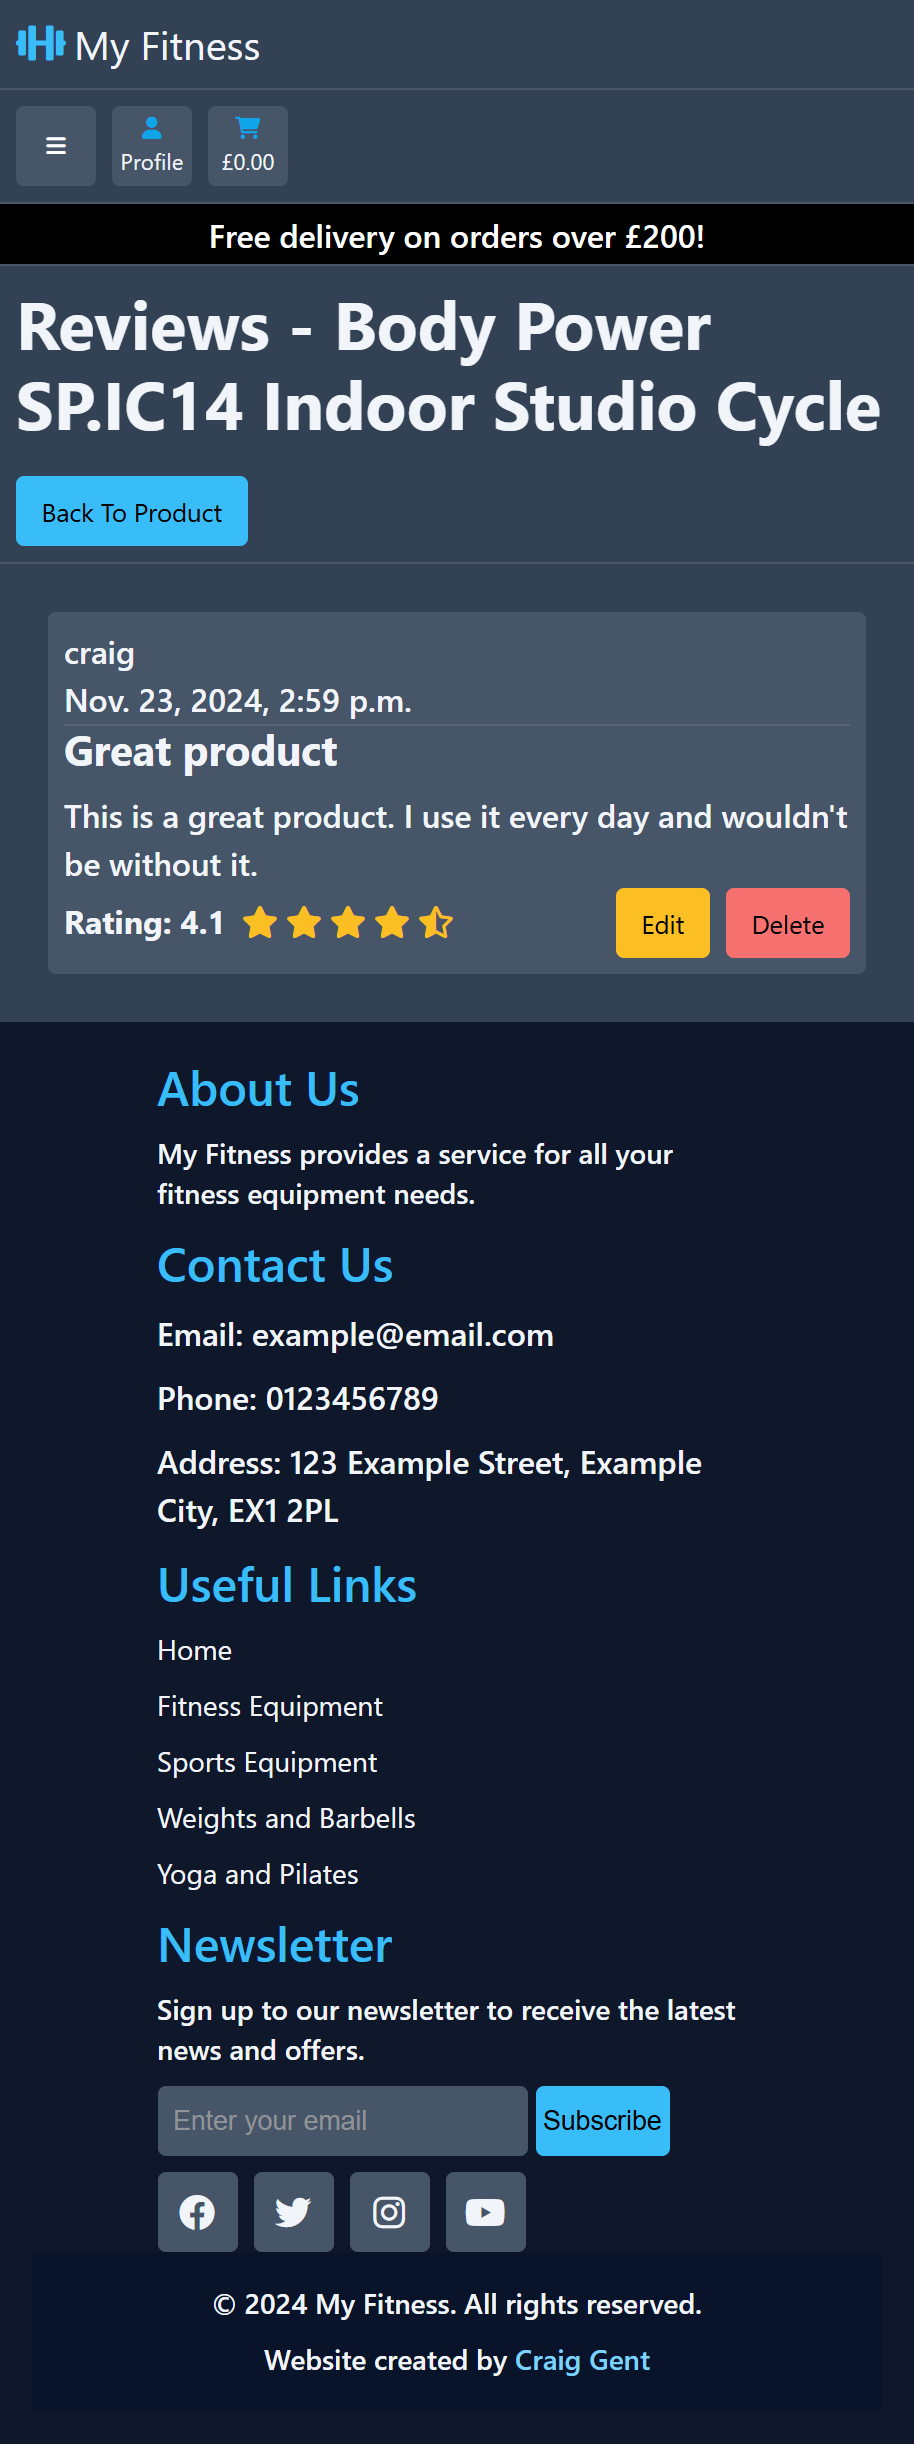 My Fitness
Profile
£0.00
Free delivery on orders over £200!
Reviews - Body Power
SP.IC14 Indoor Studio Cycle
Back To Product
craig
Nov. 23, 2024, 2:59 p.m.
Great product
This is a great product. I use it every day and wouldn't
be without it.
Rating: 4.1
Edit
Delete
About Us
My Fitness provides a service for all your
fitness equipment needs.
Contact Us
Email: example@email.com
Phone: 0123456789
Address: 123 Example Street, Example
City, EX1 2PL
Useful Links
Home
Fitness Equipment
Sports Equipment
Weights and Barbells
Yoga and Pilates
Newsletter
Sign up to our newsletter to receive the latest
news and offers.
Enter your email
Subscribe
© 2024 My Fitness. All rights reserved.
Website created by Craig Gent